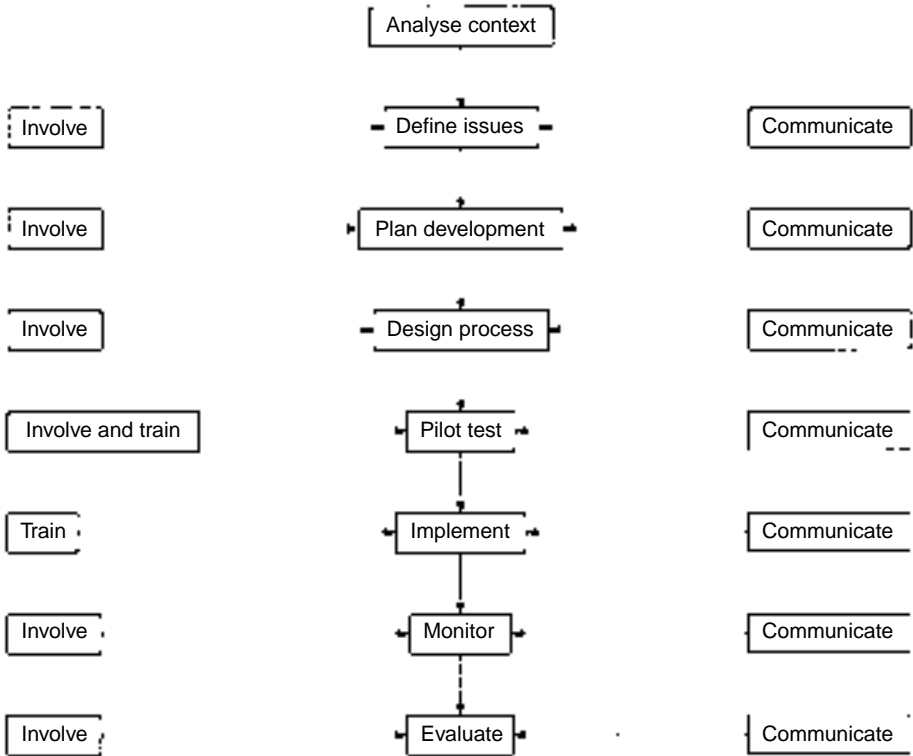 Analyse context
Involve Define issues Communicate
Involve Plan development Communicate
Involve Design process Communicate
Involve and train Pilot test Communicate
Train Implement Communicate
Involve Monitor Communicate
Involve Evaluate Communicate